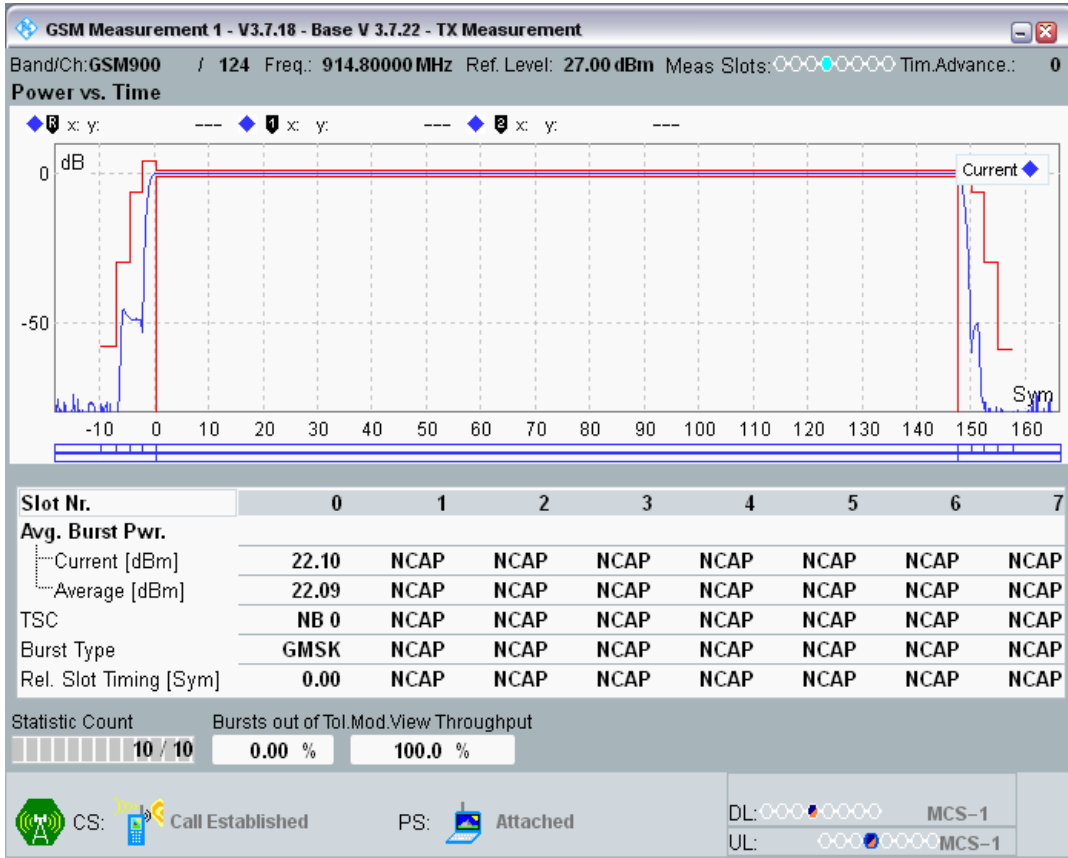 GSM Measurement 1 - V3.7.18 - Base V 3.7.22 - TX Measurement
Band/Ch:GSM900 / 124 Freq.: 914.80000 MHz Ref. Level: 27.00 dBm Meas Slots: Tim.Advance.: 0
Power vs. Time
R x: y: --- 1 x: y: --- 2 x: y: ---
dB
Current
0
-50
Sym
-10 0 10 20 30 40 50 60 70 80 90 100 110 120 130 140 150 160
Slot Nr. 0 1 2 3 4 5 6 7
Avg. Burst Pwr.
Current [dBm] 22.10 NCAP NCAP NCAP NCAP NCAP NCAP NCAP
Average [dBm] 22.09 NCAP NCAP NCAP NCAP NCAP NCAP NCAP
TSC NB 0 NCAP NCAP NCAP NCAP NCAP NCAP NCAP
Burst Type GMSK NCAP NCAP NCAP NCAP NCAP NCAP NCAP
Rel. Slot Timing [Sym] 0.00 NCAP NCAP NCAP NCAP NCAP NCAP NCAP
Statistic Count Bursts out of Tol.Mod.View Throughput
10 / 10 0.00 % 100.0 %
CS: Call Established PS: Attached
DL: MCS-1
UL: MCS-1